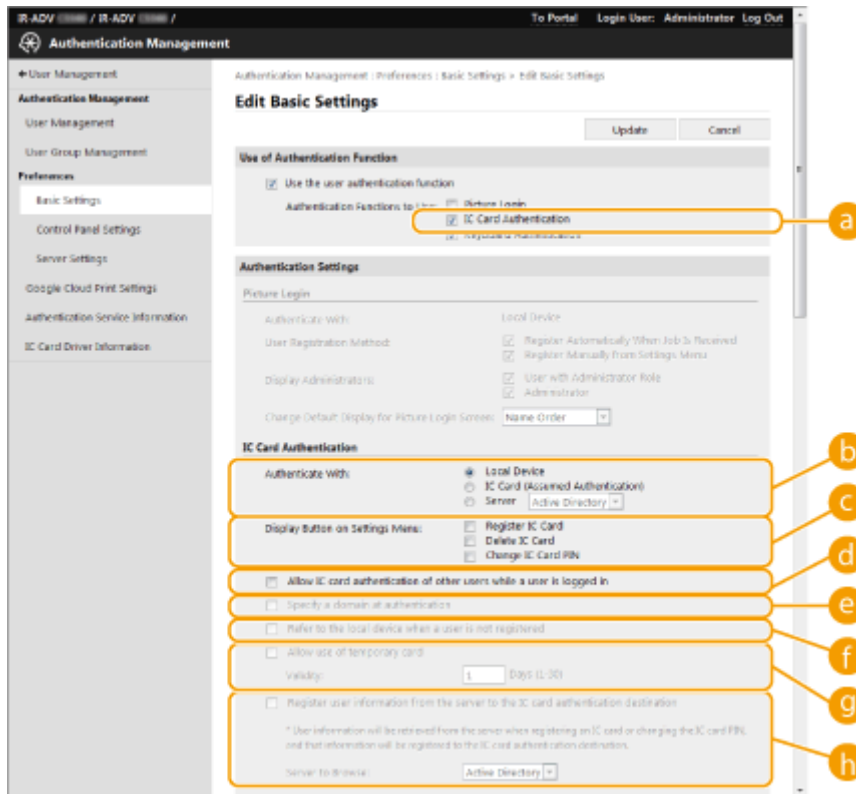 IR-ADV / IR-ADV /
To Portal Login User: Administrator Log Out
Authentication Management
User Management
Authentication Management
User Management
User Group Management
Preferences
Basic Settings
Control Panel Settings
Server Settings
Google Cloud Print Settings
Authentication Service Information
IC Card Driver Information
Authentication Management : Preferences : Basic Settings > Edit Basic Settings
Edit Basic Settings
Update Cancel
Use of Authentication Function
Use the user authentication function
Authentication Functions to Use: Picture Login
IC Card Authentication
a
Authentication Settings
Picture Login
Authenticate With: Local Device
User Registration Method: Register Automatically When Job Is Received
Register Manually from Settings Menu
Display Administrators: User with Administrator Role
Administrator
Change Default Display for Picture Login Screen: Name Order
IC Card Authentication
Authenticate With: Local Device
IC Card (Assumed Authentication)
Server Active Directory
b
Display Button on Settings Menu: Register IC Card
Delete IC Card
Change IC Card PIN
c
Allow IC card authentication of other users while a user is logged in
d
Specify a domain at authentication
e
Refer to the local device when a user is not registered
f
Allow use of temporary card
Validity: 1 Days (1-30)
g
Register user information from the server to the IC card authentication destination
* User information will be retrieved from the server when registering an IC card or changing the IC card PIN,
and that information will be registered to the IC card authentication destination.
Server to Browse: Active Directory
h